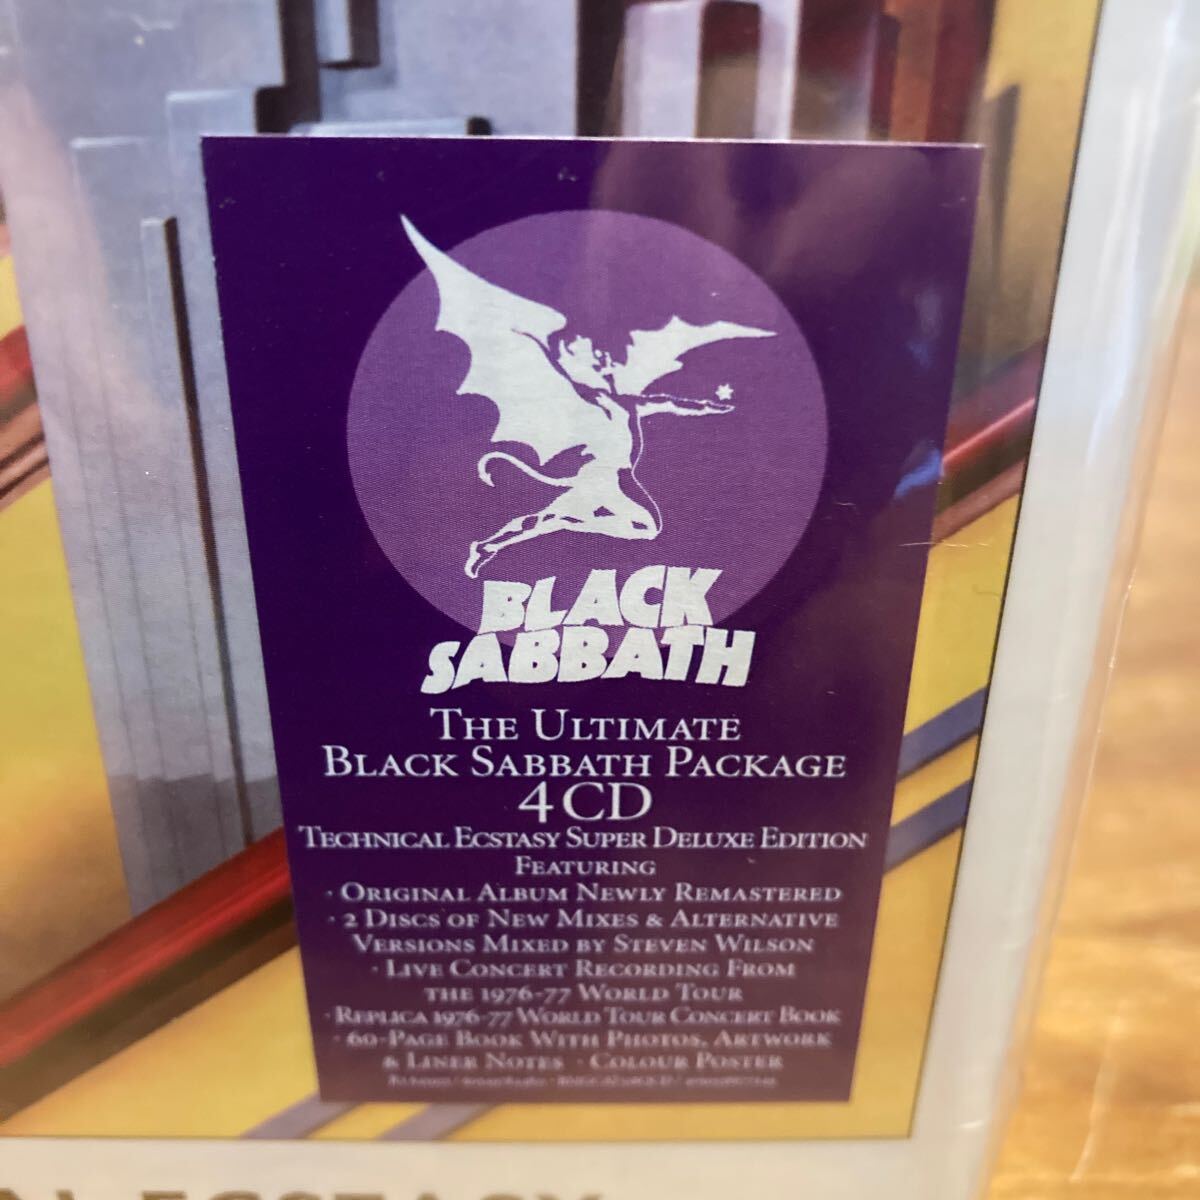 BLACK
SABBATH
THE ULTIMATE
BLACK SABBATH PACKAGE
4CD
TECHNICAL ECSTASY SUPER DELUXE EDITION
FEATURING
· ORIGINAL ALBUM NEWLY REMASTERED
· 2 DISCS OF NEW MIXES & ALTERNATIVE
VERSIONS MIXED BY STEVEN WILSON
· LIVE CONCERT RECORDING FROM
THE 1976-77 WORLD TOUR
· REPLICA 1976-77 WORLD TOUR CONCERT BOOK
· 60-PAGE BOOK WITH PHOTOS, ARTWORK
& LINER NOTES · COLOUR POSTER
ECSTASY